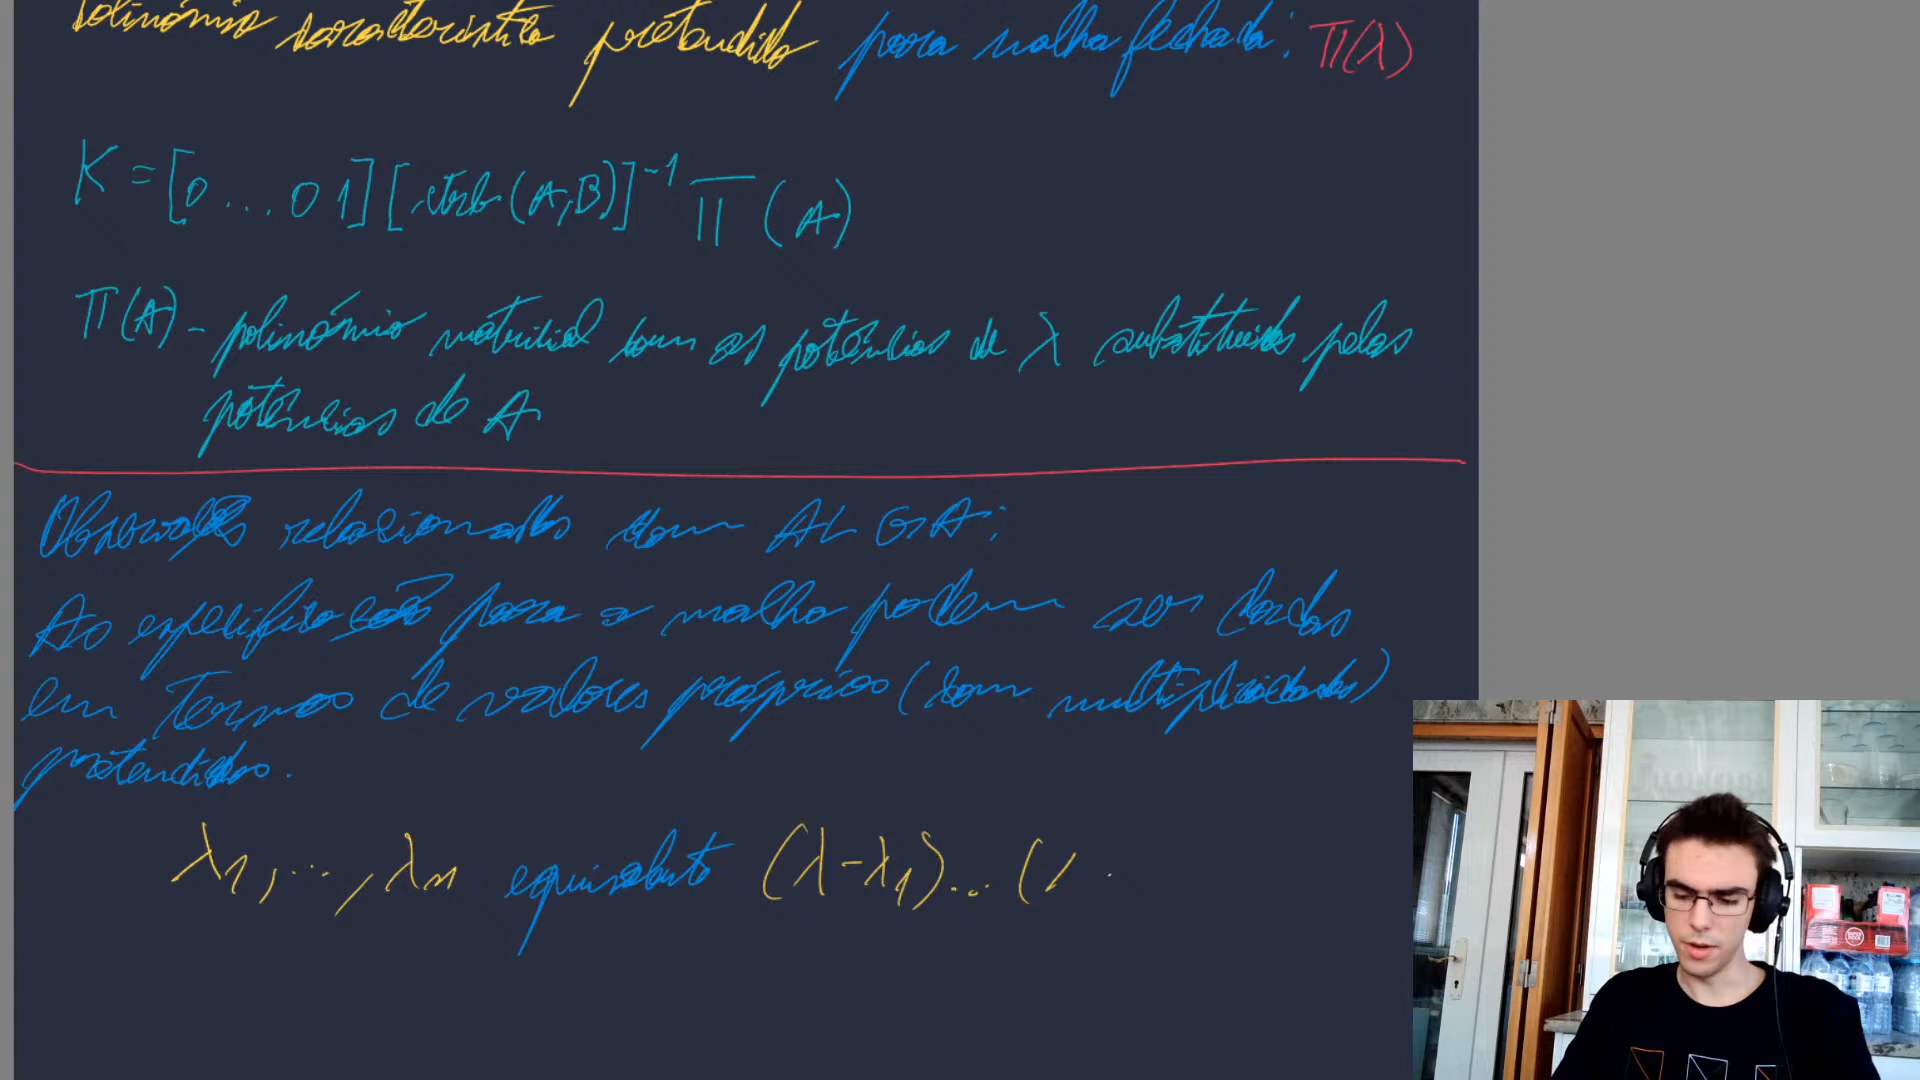 Polinómio característico pretendido para malha fechada: Π(λ)
K = [0 ... 0 1] [ctrb(A,B)]⁻¹ Π(A)
Π(A) - polinómio matricial com as potências de λ substituídas pelas
potências de A
Observações relacionadas com ALGA:
As especificações para a malha podem ser dadas
em termos de valores próprios (com multiplicidades)
pretendidos.
λ1, ..., λn equivalente (λ-λ1)...(